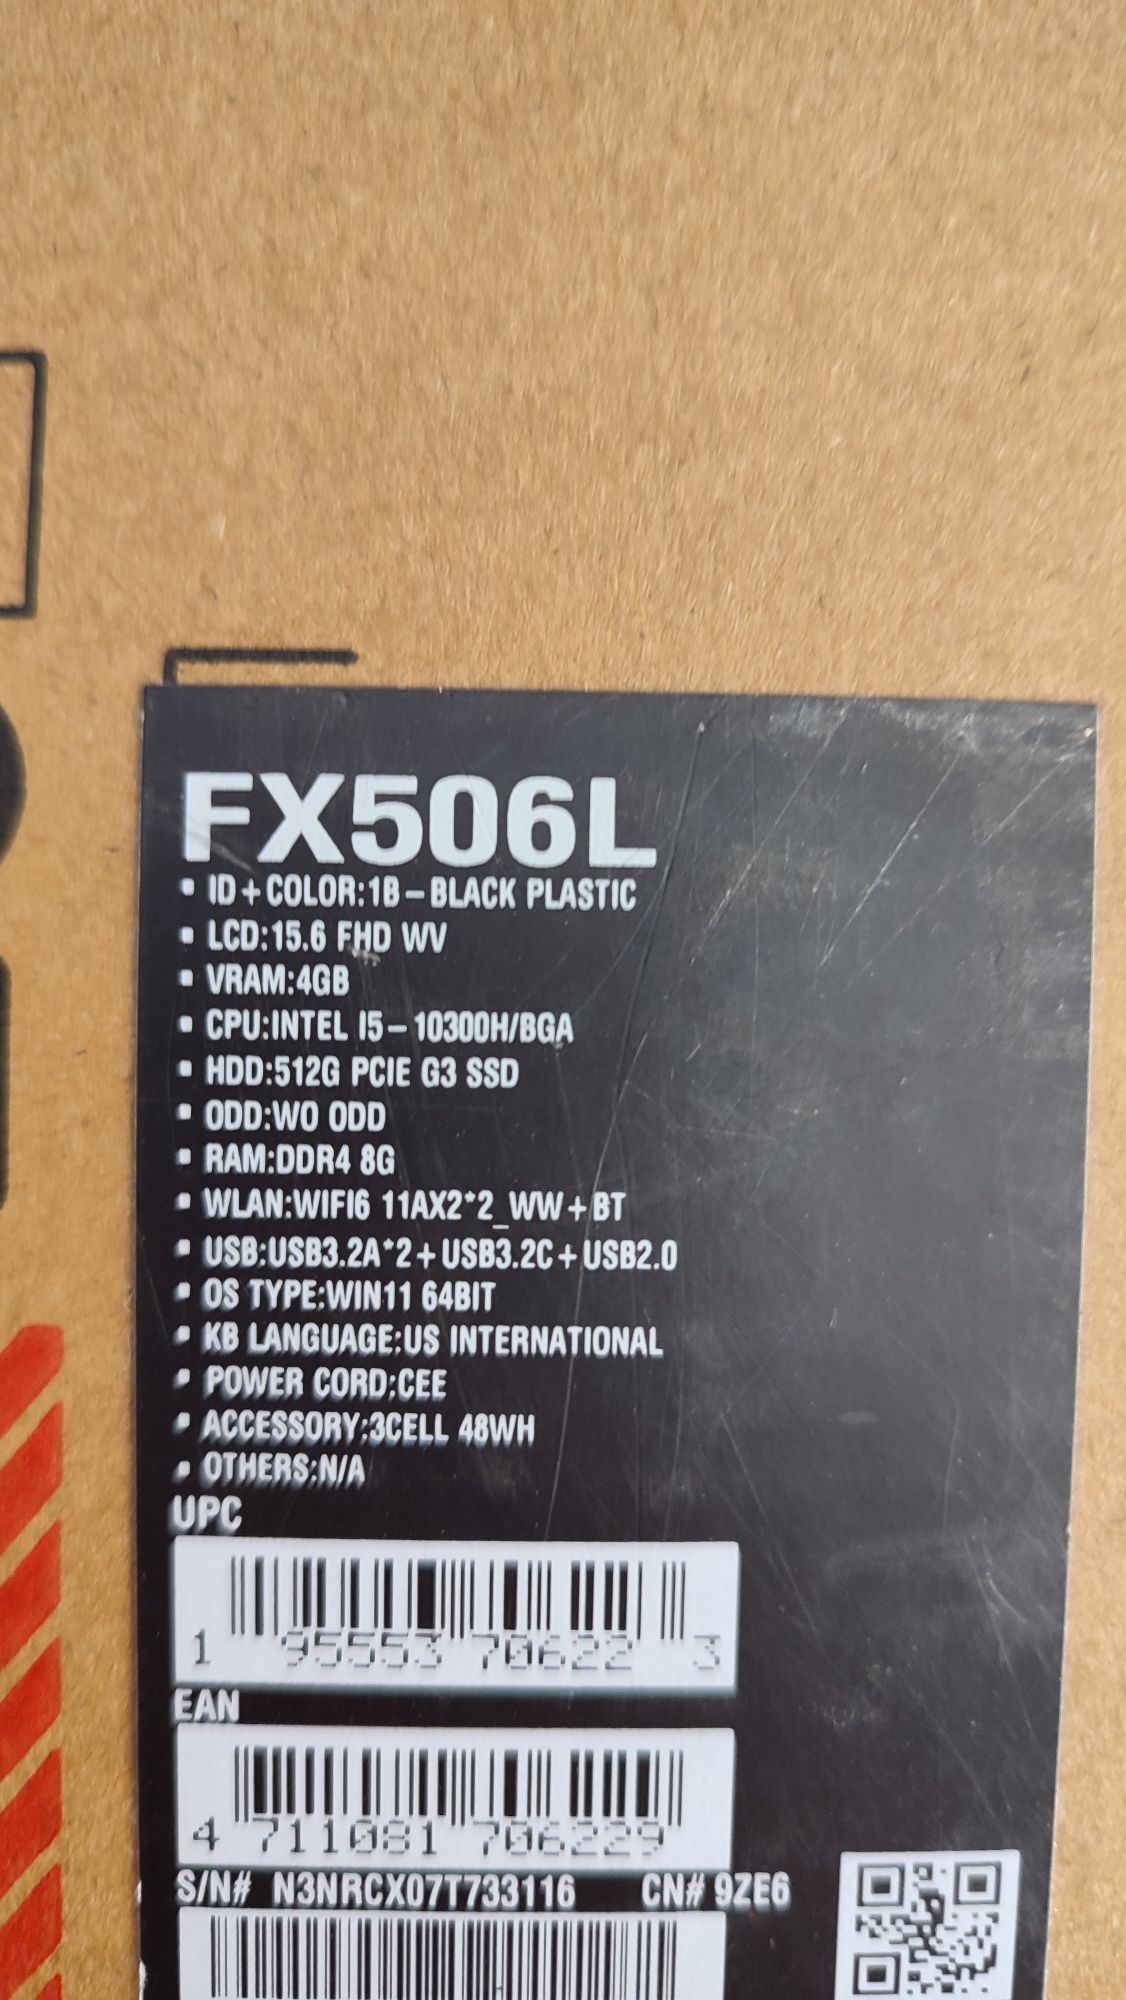 FX506L
▪ ID+COLOR:1B-BLACK PLASTIC
▪ LCD:15.6 FHD WV
▪ VRAM:4GB
▪ CPU:INTEL I5-10300H/BGA
▪ HDD:512G PCIE G3 SSD
▪ ODD:WO ODD
▪ RAM:DDR4 8G
▪ WLAN:WIFI6 11AX2*2_WW+BT
▪ USB:USB3.2A*2+USB3.2C+USB2.0
▪ OS TYPE:WIN11 64BIT
▪ KB LANGUAGE:US INTERNATIONAL
▪ POWER CORD:CEE
▪ ACCESSORY:3CELL 48WH
▪ OTHERS:N/A
UPC
1 95553 70622 3
EAN
4 711081 706229
S/N# N3NRCX07T733116 CN# 9ZE6